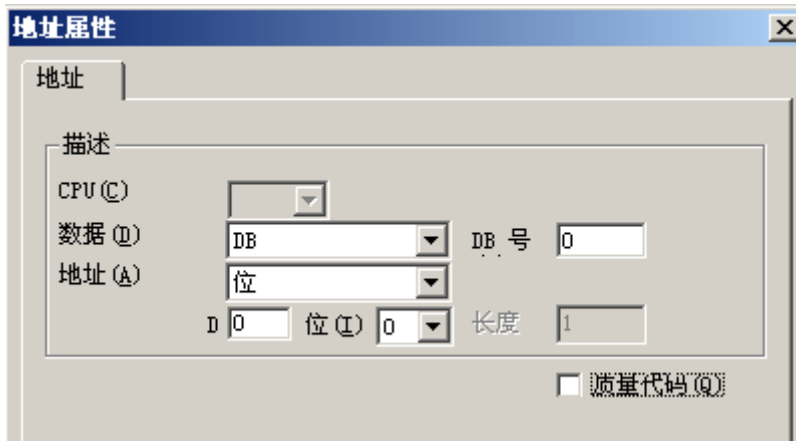 地址属性
地址
描述
CPU(C)
数据(D) DB DB 号 0
地址(A) 位
D 0 位(I) 0 长度 1
质量代码(Q)